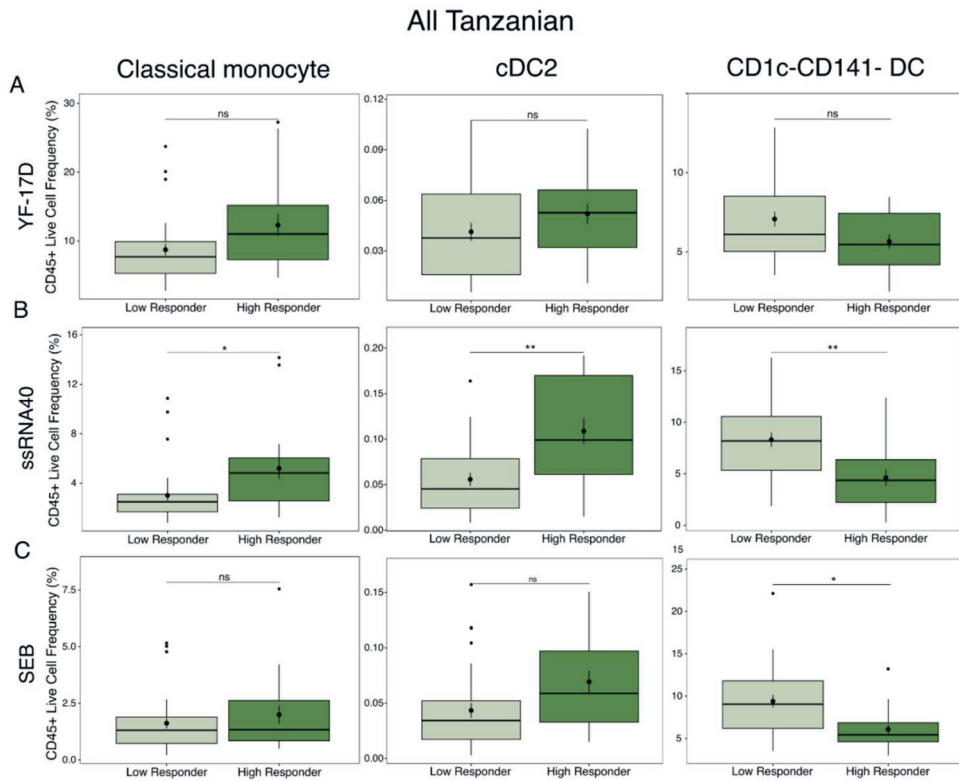 All Tanzanian
Classical monocyte
cDC2
CD1c-CD141- DC
A
YF-17D
CD45+ Live Cell Frequency (%)
30
20
10
ns
Low Responder
High Responder
0.12
0.09
0.06
0.03
0.00
ns
Low Responder
High Responder
10
5
ns
Low Responder
High Responder
B
ssRNA40
CD45+ Live Cell Frequency (%)
16
12
8
4
*
Low Responder
High Responder
0.20
0.15
0.10
0.05
0.00
**
Low Responder
High Responder
15
10
5
0
**
Low Responder
High Responder
C
SEB
CD45+ Live Cell Frequency (%)
7.5
5.0
2.5
0.0
ns
Low Responder
High Responder
0.15
0.10
0.05
0.00
ns
Low Responder
High Responder
15
25
20
15
10
5
*
Low Responder
High Responder